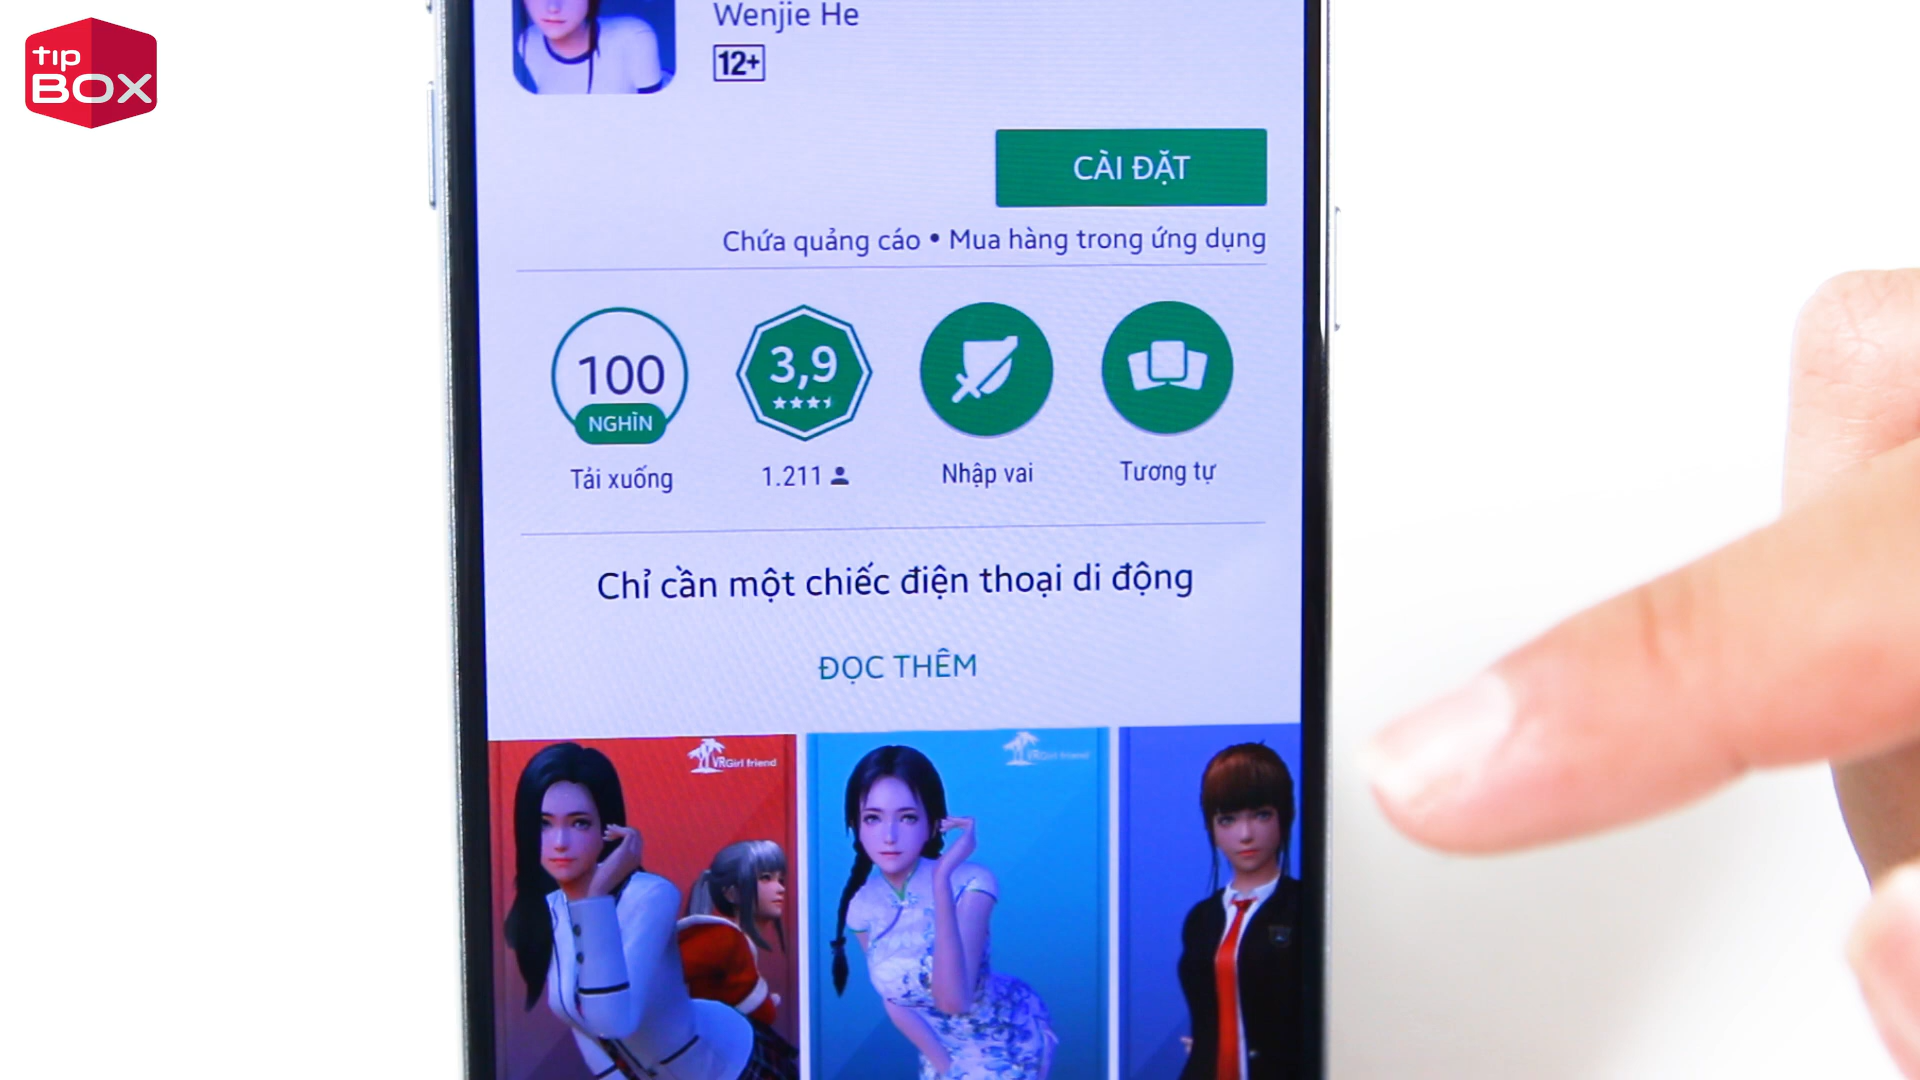 tip
BOX
Wenjie He
12+
CÀI ĐẶT
Chứa quảng cáo • Mua hàng trong ứng dụng
100
NGHÌN
Tải xuống
3,9
1.211
Nhập vai
Tương tự
Chỉ cần một chiếc điện thoại di động
ĐỌC THÊM
VRGirl friend
VRGirl friend